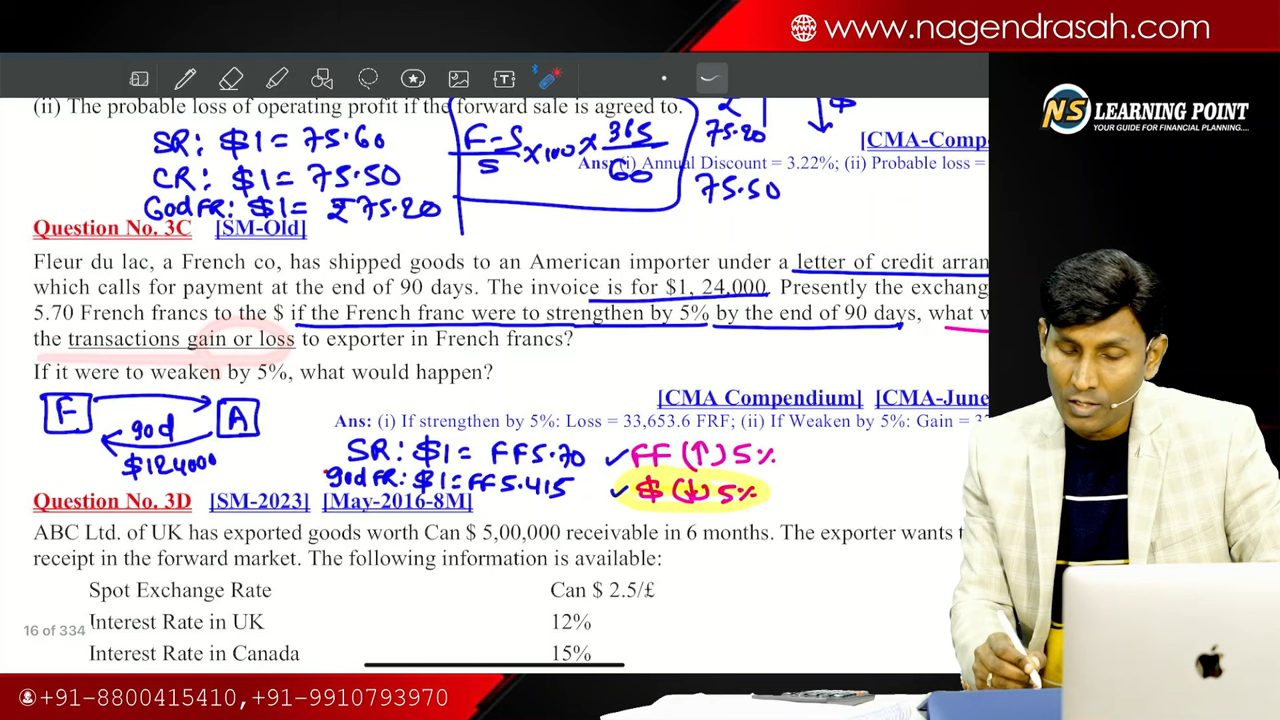 www.nagendrasah.com
NS LEARNING POINT
YOUR GUIDE FOR FINANCIAL PLANNING...
(ii) The probable loss of operating profit if the forward sale is agreed to.
SR: $1 = 75.60
CR: $1 = 75.50
90d FR: $1 = ₹75.20
F-S/S × 100 × 365/60
75.20
$
75.50
[CMA-Comp
Ans: (i) Annual Discount = 3.22%; (ii) Probable loss =
Question No. 3C [SM-Old]
Fleur du lac, a French co, has shipped goods to an American importer under a letter of credit arran
which calls for payment at the end of 90 days. The invoice is for $1, 24,000. Presently the exchang
5.70 French francs to the $ if the French franc were to strengthen by 5% by the end of 90 days, what w
the transactions gain or loss to exporter in French francs?
If it were to weaken by 5%, what would happen?
[CMA Compendium] [CMA-June
Ans: (i) If strengthen by 5%: Loss = 33,653.6 FRF; (ii) If Weaken by 5%: Gain = 3
F
A
90d
$124000
SR: $1 = FF5.70 ✓FF (↑) 5%
90d FR: $1 = FF5.415 ✓$ (↓) 5%
Question No. 3D [SM-2023] [May-2016-8M]
ABC Ltd. of UK has exported goods worth Can $ 5,00,000 receivable in 6 months. The exporter wants t
receipt in the forward market. The following information is available:
Spot Exchange Rate Can $ 2.5/£
Interest Rate in UK 12%
Interest Rate in Canada 15%
16 of 334
+91-8800415410,+91-9910793970